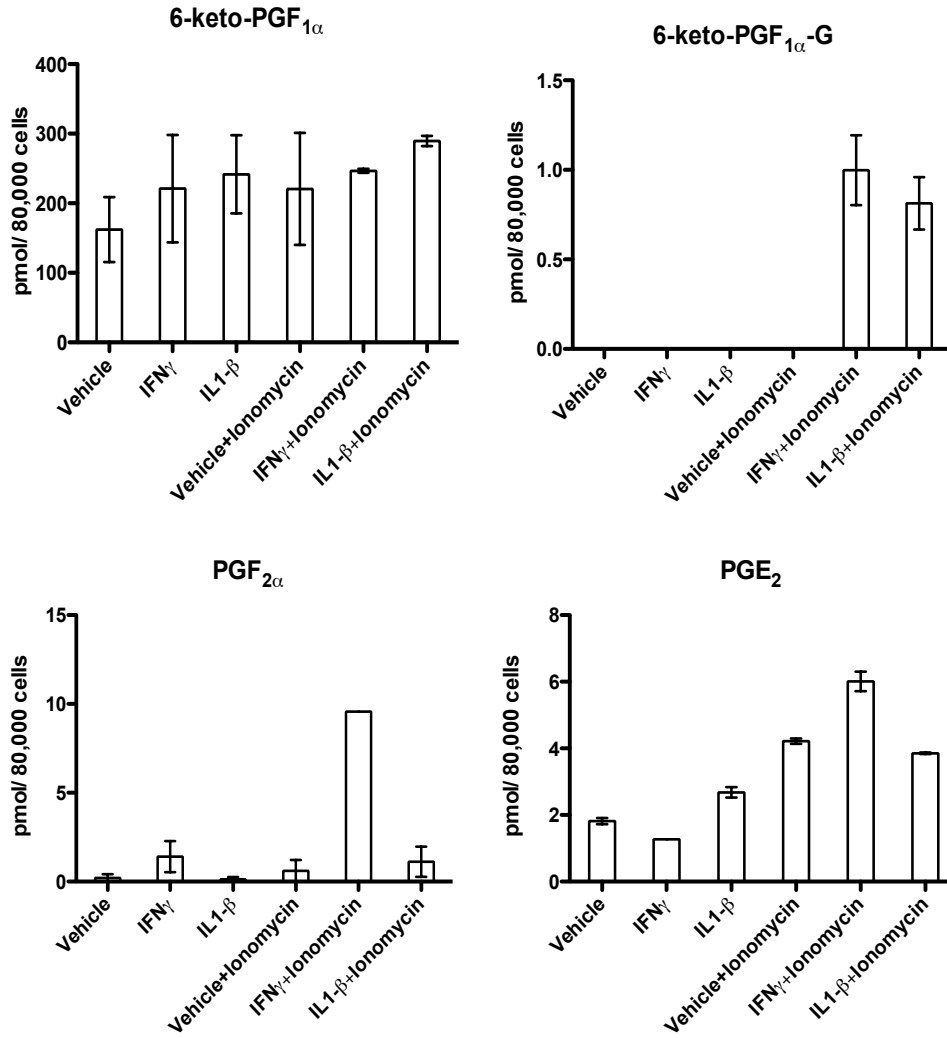 6-keto-PGF1α
pmol/ 80,000 cells
400
300
200
100
0
Vehicle
IFNγ
IL1-β
Vehicle+Ionomycin
IFNγ+Ionomycin
IL1-β+Ionomycin
6-keto-PGF1α-G
pmol/ 80,000 cells
1.5
1.0
0.5
0.0
Vehicle
IFNγ
IL1-β
Vehicle+Ionomycin
IFNγ+Ionomycin
IL1-β+Ionomycin
PGF2α
pmol/ 80,000 cells
15
10
5
0
Vehicle
IFNγ
IL1-β
Vehicle+Ionomycin
IFNγ+Ionomycin
IL1-β+Ionomycin
PGE2
pmol/ 80,000 cells
8
6
4
2
0
Vehicle
IFNγ
IL1-β
Vehicle+Ionomycin
IFNγ+Ionomycin
IL1-β+Ionomycin